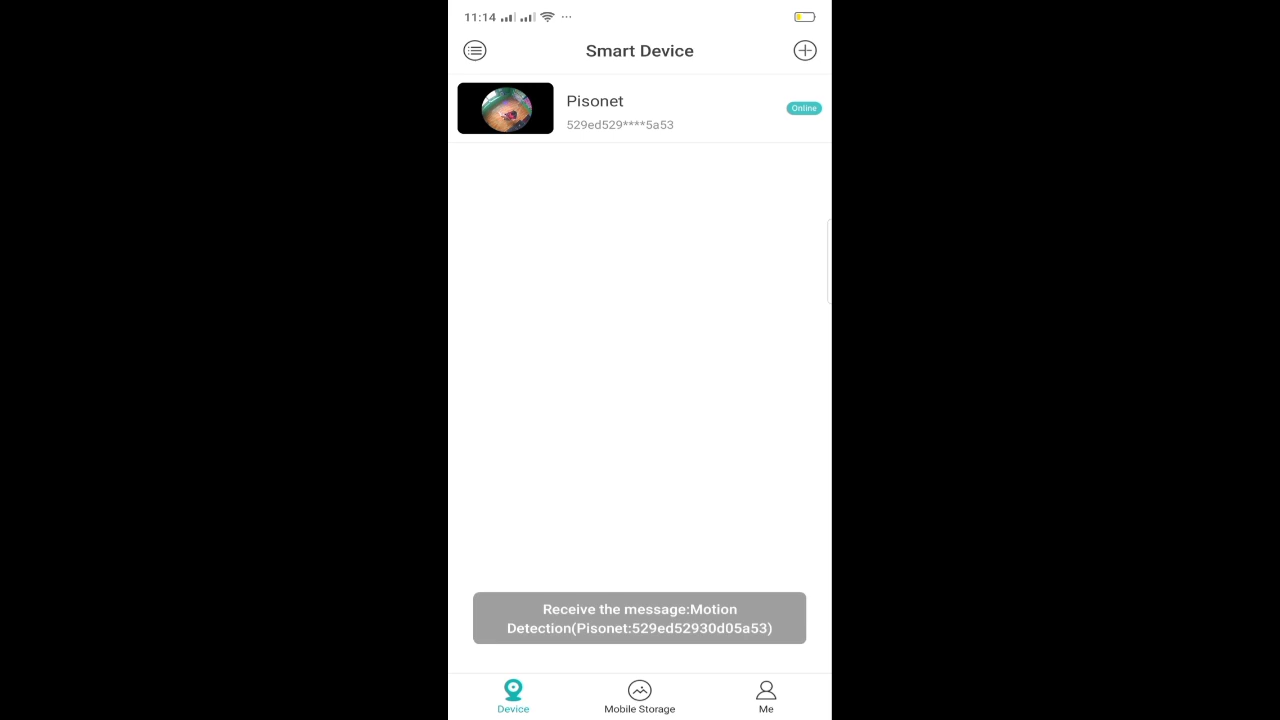 11:14
Smart Device
Pisonet
529ed529****5a53
Online
Receive the message:Motion
Detection(Pisonet:529ed52930d05a53)
Device
Mobile Storage
Me